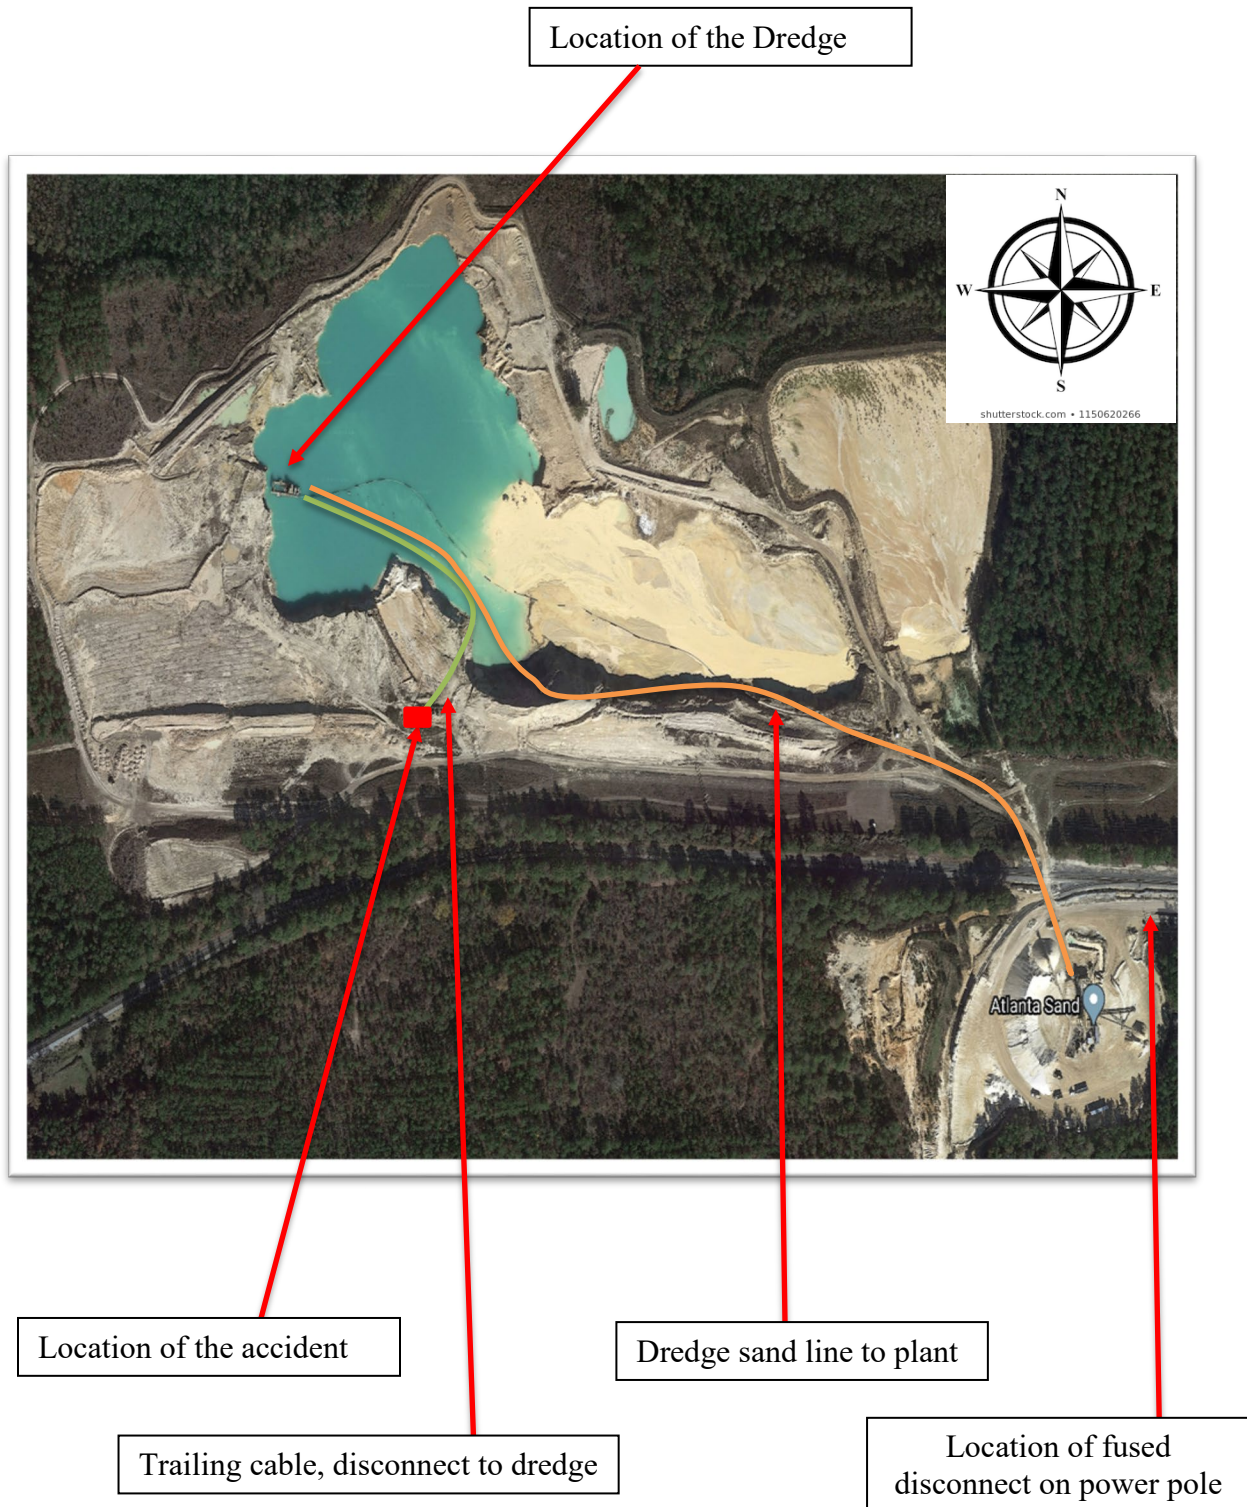 Location of the Dredge
N
W
E
S
shutterstock.com • 1150620266
Atlanta Sand
Location of the accident
Dredge sand line to plant
Trailing cable, disconnect to dredge
Location of fused
disconnect on power pole